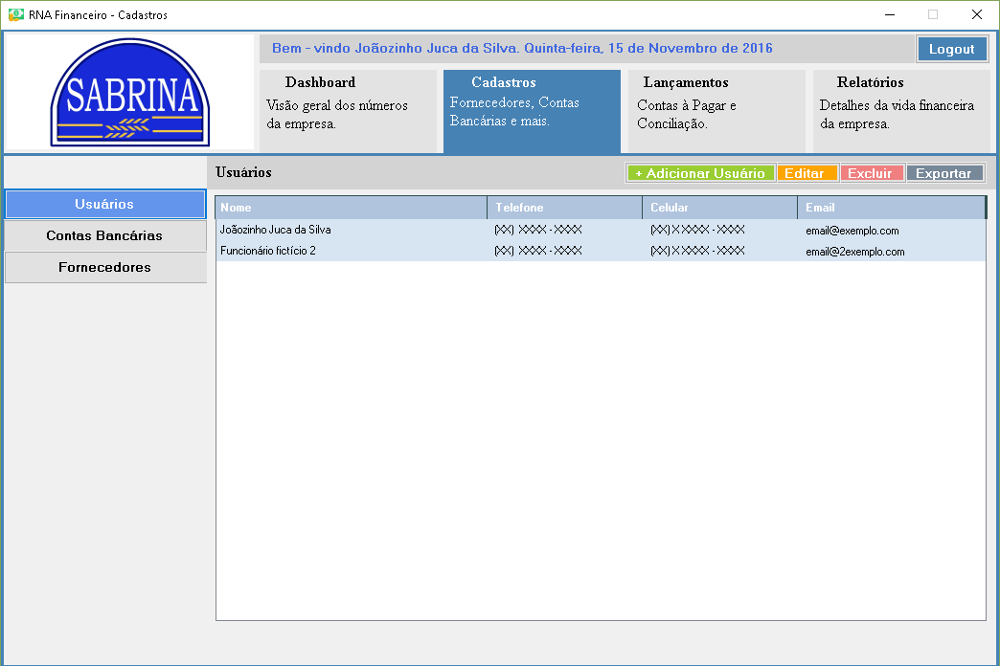 RNA Financeiro - Cadastros
SABRINA
Bem - vindo Joãozinho Juca da Silva. Quinta-feira, 15 de Novembro de 2016
Logout
Dashboard
Visão geral dos números
da empresa.
Cadastros
Fornecedores, Contas
Bancárias e mais.
Lançamentos
Contas à Pagar e
Conciliação.
Relatórios
Detalhes da vida financeira
da empresa.
Usuários
Contas Bancárias
Fornecedores
Usuários
+ Adicionar Usuário
Editar
Excluir
Exportar
Nome Telefone Celular Email
Joãozinho Juca da Silva (XX) XXXX - XXXX (XX) X XXXX - XXXX email@exemplo.com
Funcionário fictício 2 (XX) XXXX - XXXX (XX) X XXXX - XXXX email@2exemplo.com